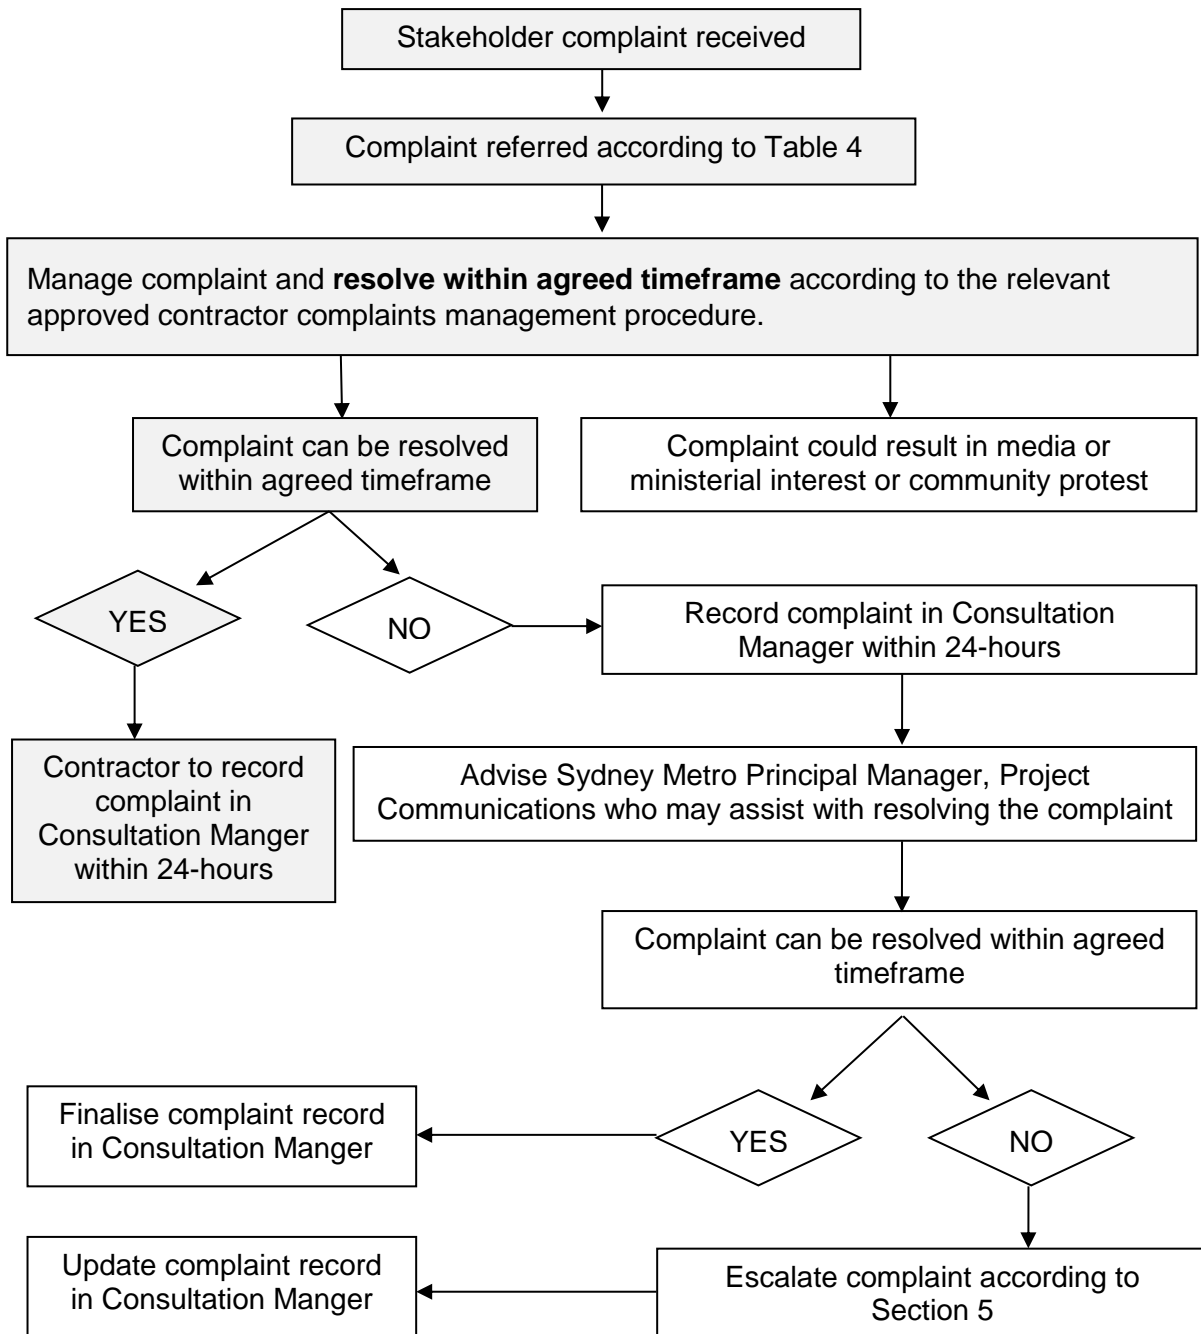 Stakeholder complaint received
Complaint referred according to Table 4
Manage complaint and resolve within agreed timeframe according to the relevant
approved contractor complaints management procedure.
Complaint can be resolved
within agreed timeframe
Complaint could result in media or
ministerial interest or community protest
YES
NO
Record complaint in Consultation
Manager within 24-hours
Contractor to record
complaint in
Consultation Manger
within 24-hours
Advise Sydney Metro Principal Manager, Project
Communications who may assist with resolving the complaint
Complaint can be resolved within agreed
timeframe
YES
NO
Finalise complaint record
in Consultation Manger
Escalate complaint according to
Section 5
Update complaint record
in Consultation Manger